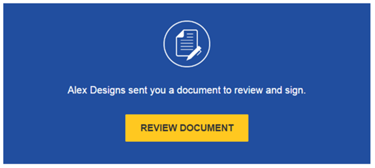 Alex Designs sent you a document to review and sign.
REVIEW DOCUMENT